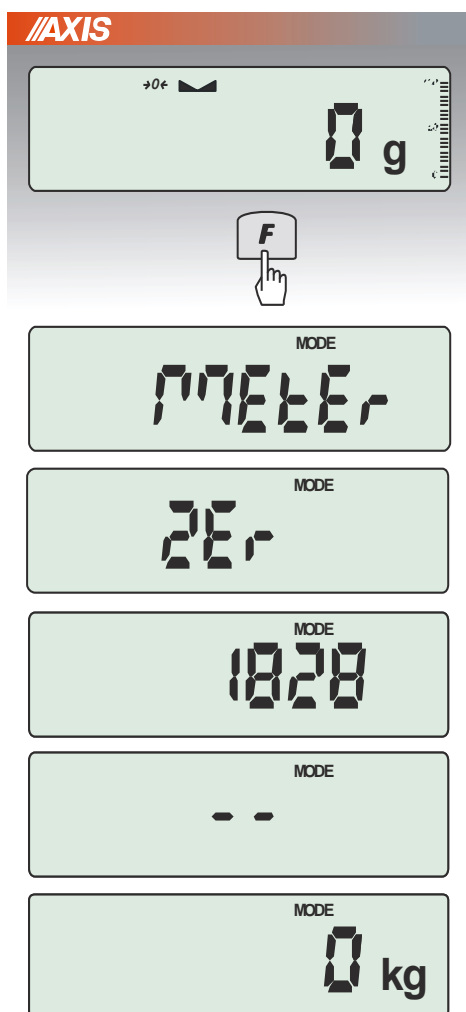 AXIS
→0←
0 g
F
MODE
METEr
MODE
ZEr
MODE
1828
MODE
- -
MODE
0 kg